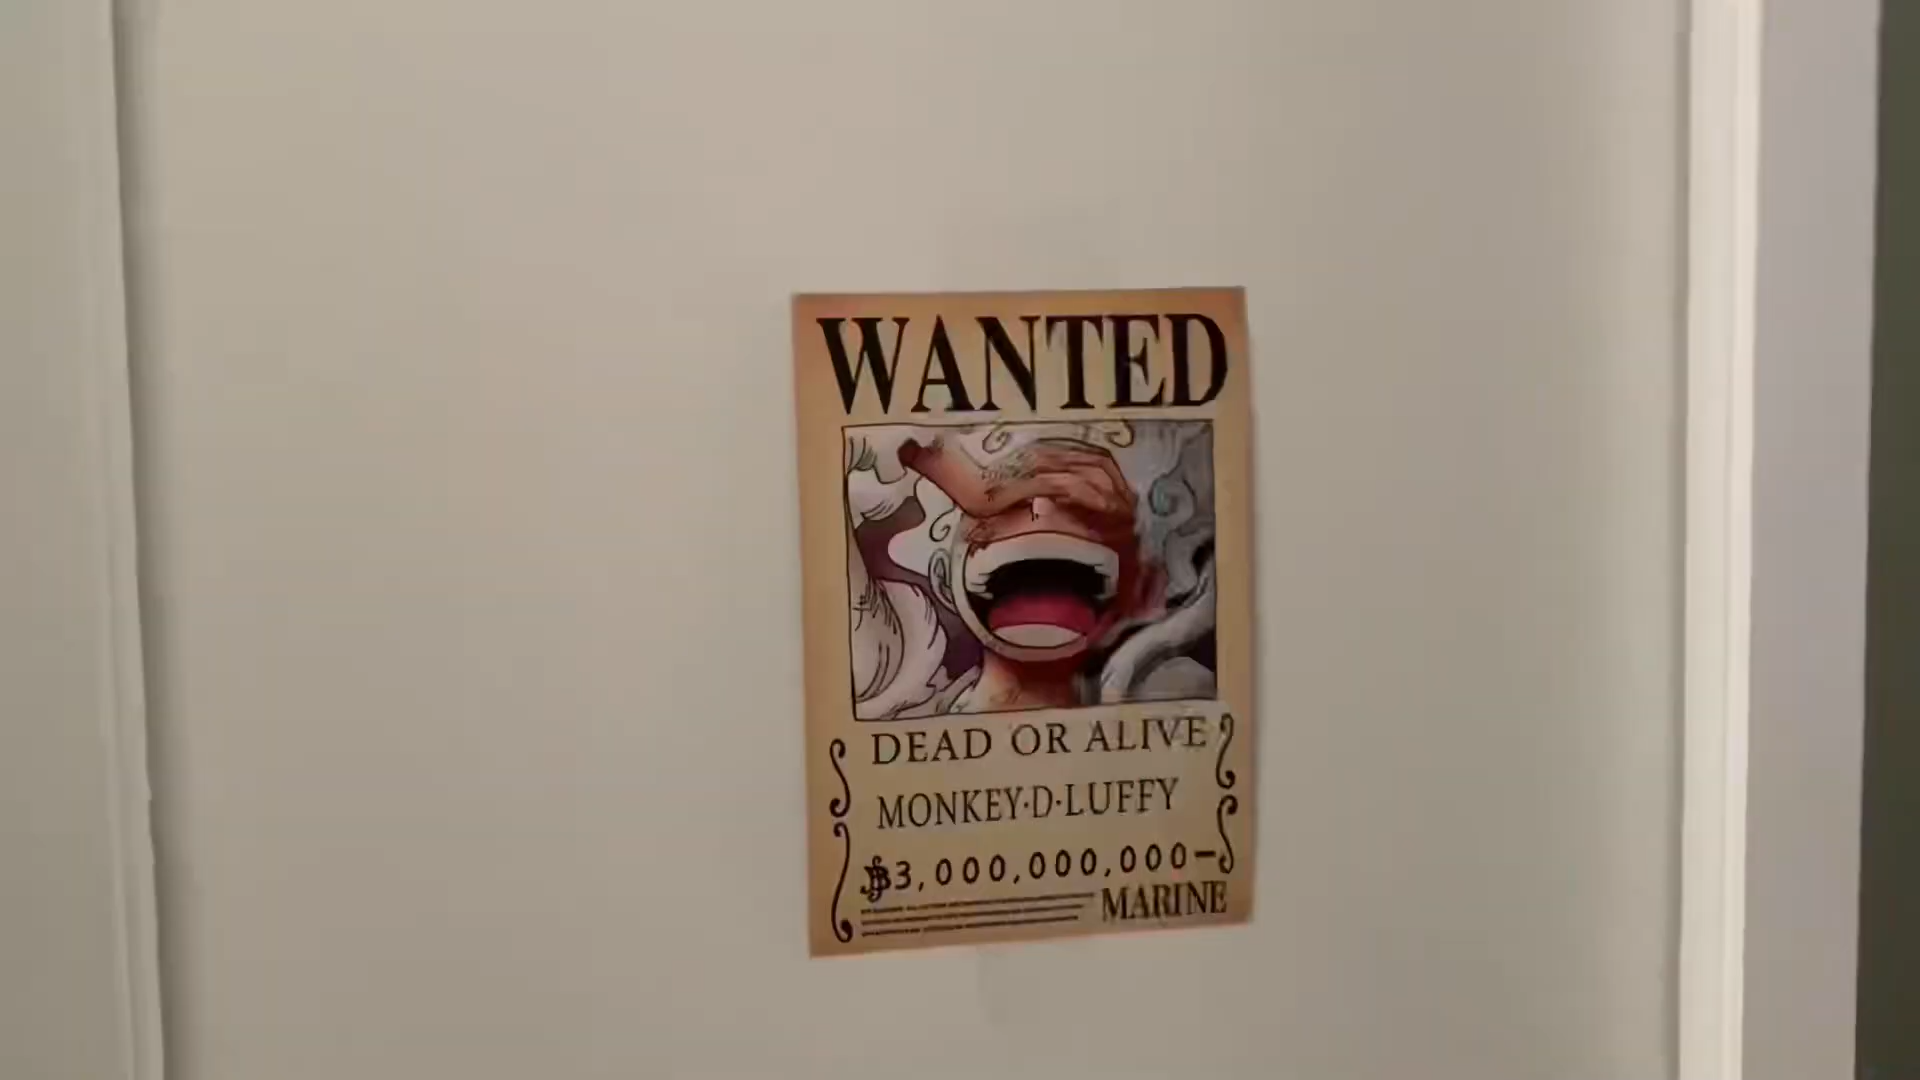 WANTED
DEAD OR ALIVE
MONKEY·D·LUFFY
฿3,000,000,000-
MARINE